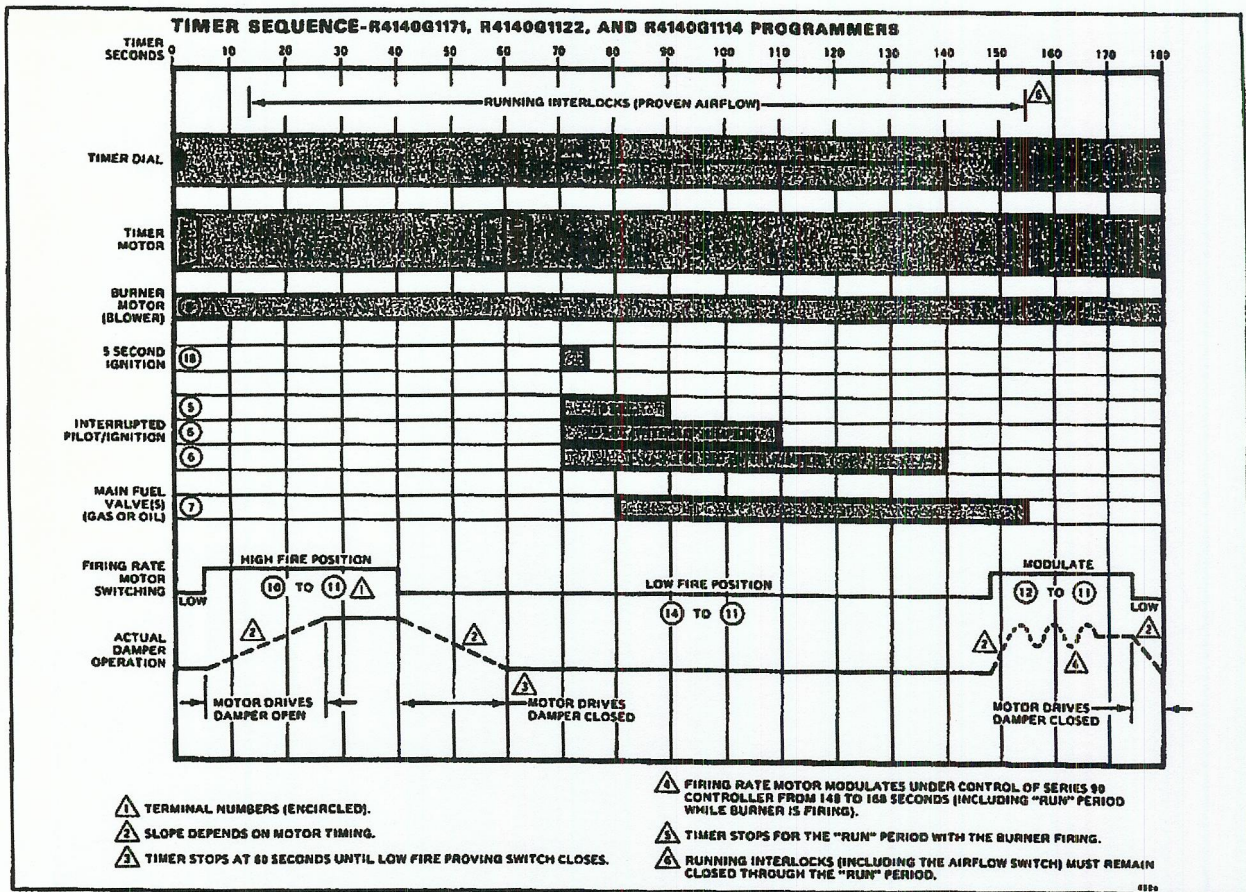 TIMER SEQUENCE-R4140G1171, R4140G1122, AND R4140G1114 PROGRAMMERS
TIMER
SECONDS
0 10 20 30 40 50 60 70 80 90 100 110 120 130 140 150 160 170 180
RUNNING INTERLOCKS (PROVEN AIRFLOW)
6
TIMER DIAL
TIMER
MOTOR
BURNER
MOTOR
(BLOWER)
5 SECOND
IGNITION
18
INTERRUPTED
PILOT/IGNITION
5
6
6
MAIN FUEL
VALVE(S)
(GAS OR OIL)
7
FIRING RATE
MOTOR
SWITCHING
LOW
HIGH FIRE POSITION
10 TO 11 1
LOW FIRE POSITION
14 TO 11
MODULATE
12 TO 11
LOW
ACTUAL
DAMPER
OPERATION
2
2
3
2
4
2
MOTOR DRIVES
DAMPER OPEN
MOTOR DRIVES
DAMPER CLOSED
MOTOR DRIVES
DAMPER CLOSED
1 TERMINAL NUMBERS (ENCIRCLED).
2 SLOPE DEPENDS ON MOTOR TIMING.
3 TIMER STOPS AT 60 SECONDS UNTIL LOW FIRE PROVING SWITCH CLOSES.
4 FIRING RATE MOTOR MODULATES UNDER CONTROL OF SERIES 90
CONTROLLER FROM 148 TO 168 SECONDS (INCLUDING "RUN" PERIOD
WHILE BURNER IS FIRING).
5 TIMER STOPS FOR THE "RUN" PERIOD WITH THE BURNER FIRING.
6 RUNNING INTERLOCKS (INCLUDING THE AIRFLOW SWITCH) MUST REMAIN
CLOSED THROUGH THE "RUN" PERIOD.